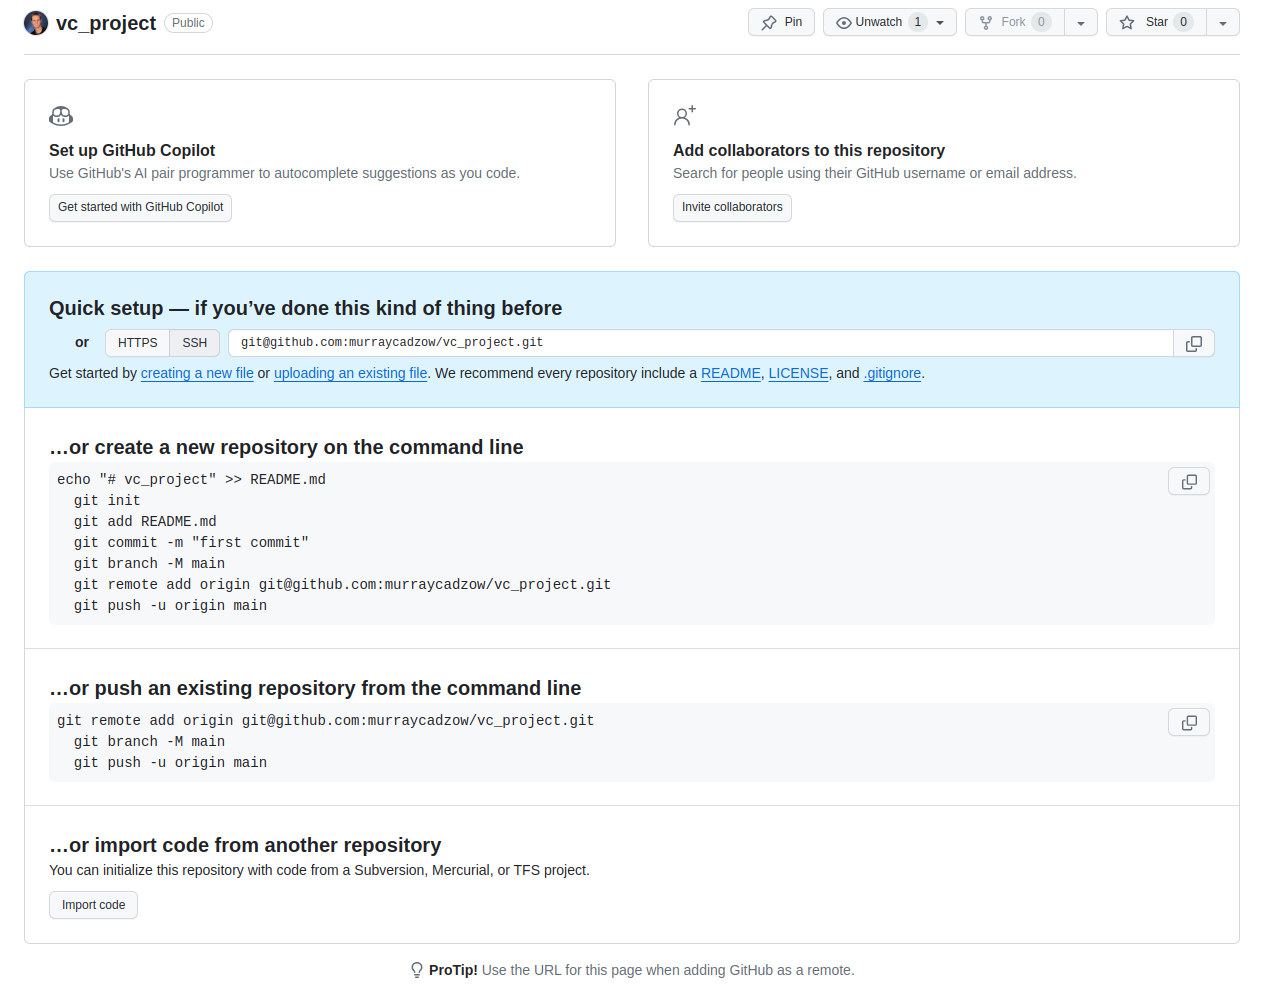 vc_project Public Pin Unwatch 1 Fork 0 Star 0
Set up GitHub Copilot
Use GitHub's AI pair programmer to autocomplete suggestions as you code.
Get started with GitHub Copilot
Add collaborators to this repository
Search for people using their GitHub username or email address.
Invite collaborators
Quick setup — if you’ve done this kind of thing before
or HTTPS SSH git@github.com:murraycadzow/vc_project.git
Get started by creating a new file or uploading an existing file. We recommend every repository include a README, LICENSE, and .gitignore.
…or create a new repository on the command line
echo "# vc_project" >> README.md
git init
git add README.md
git commit -m "first commit"
git branch -M main
git remote add origin git@github.com:murraycadzow/vc_project.git
git push -u origin main
…or push an existing repository from the command line
git remote add origin git@github.com:murraycadzow/vc_project.git
git branch -M main
git push -u origin main
…or import code from another repository
You can initialize this repository with code from a Subversion, Mercurial, or TFS project.
Import code
ProTip! Use the URL for this page when adding GitHub as a remote.